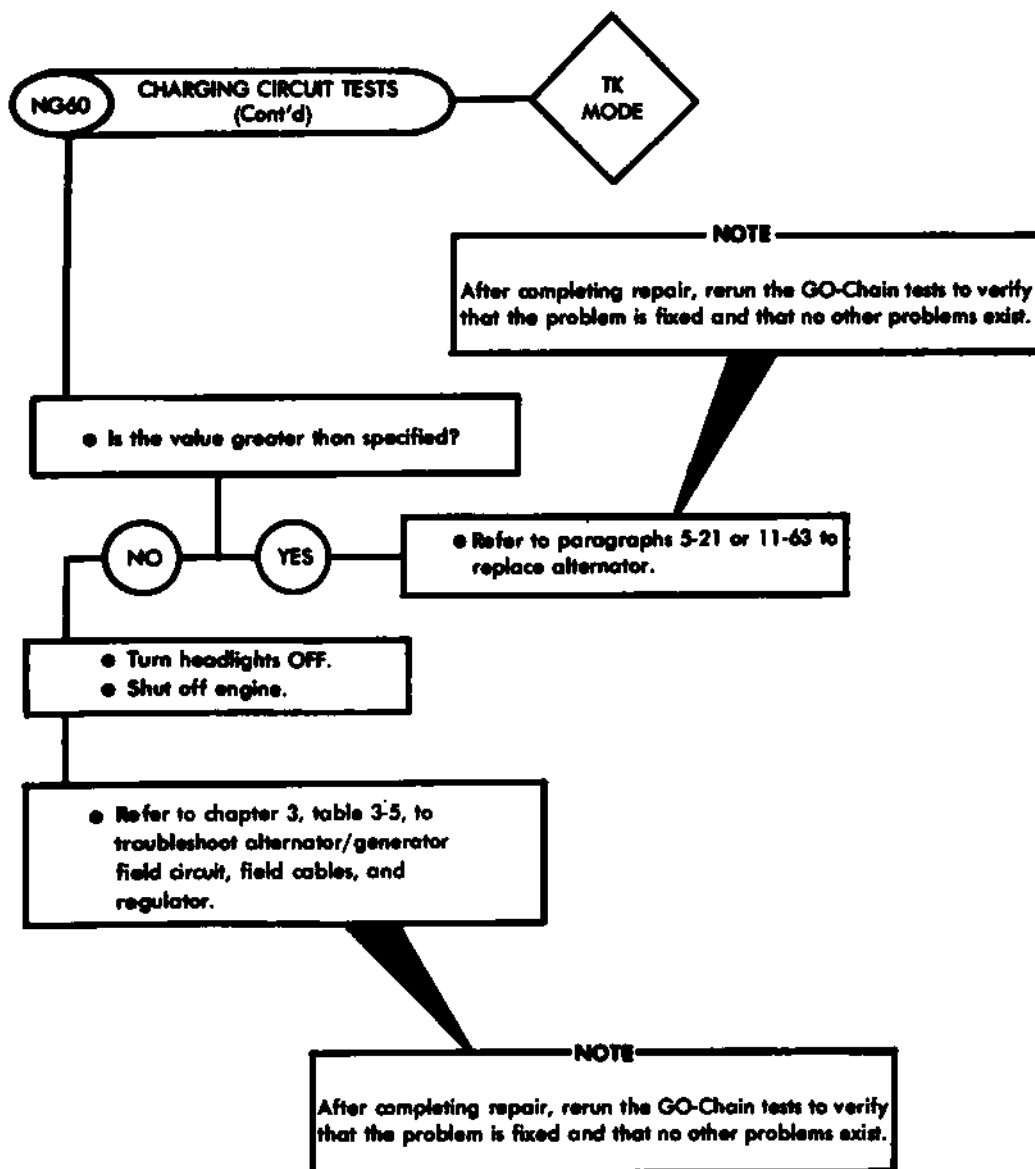 NG60
CHARGING CIRCUIT TESTS
(Cont'd)
TK
MODE
NOTE
After completing repair, rerun the GO-Chain tests to verify
that the problem is fixed and that no other problems exist.
● Is the value greater than specified?
NO
YES
● Refer to paragraphs 5-21 or 11-63 to
replace alternator.
● Turn headlights OFF.
● Shut off engine.
● Refer to chapter 3, table 3-5, to
troubleshoot alternator/generator
field circuit, field cables, and
regulator.
NOTE
After completing repair, rerun the GO-Chain tests to verify
that the problem is fixed and that no other problems exist.